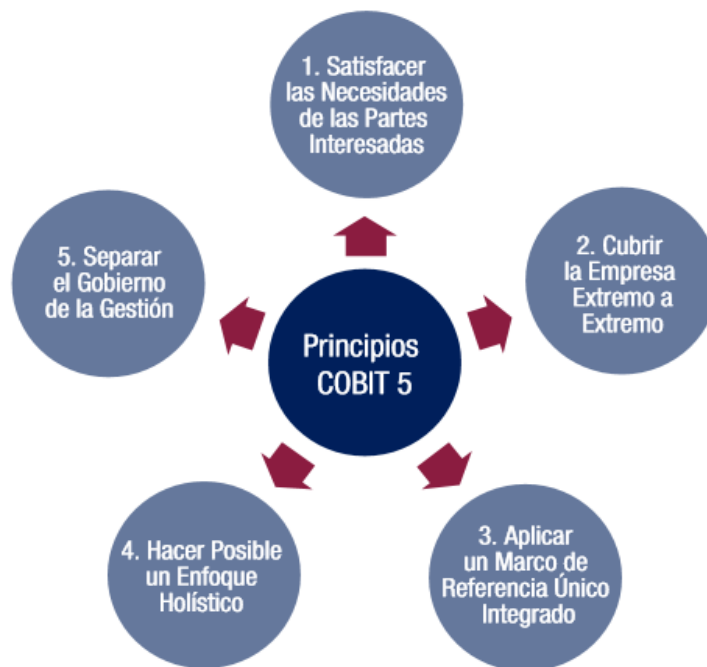 1. Satisfacer
las Necesidades
de las Partes
Interesadas
2. Cubrir
la Empresa
Extremo a
Extremo
3. Aplicar
un Marco de
Referencia Único
Integrado
4. Hacer Posible
un Enfoque
Holístico
5. Separar
el Gobierno
de la Gestión
Principios
COBIT 5